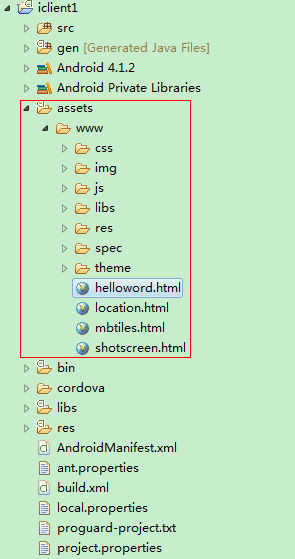 iclient1
src
gen [Generated Java Files]
Android 4.1.2
Android Private Libraries
assets
www
css
img
js
libs
res
spec
theme
helloword.html
location.html
mbtiles.html
shotscreen.html
bin
cordova
libs
res
AndroidManifest.xml
ant.properties
build.xml
local.properties
proguard-project.txt
project.properties